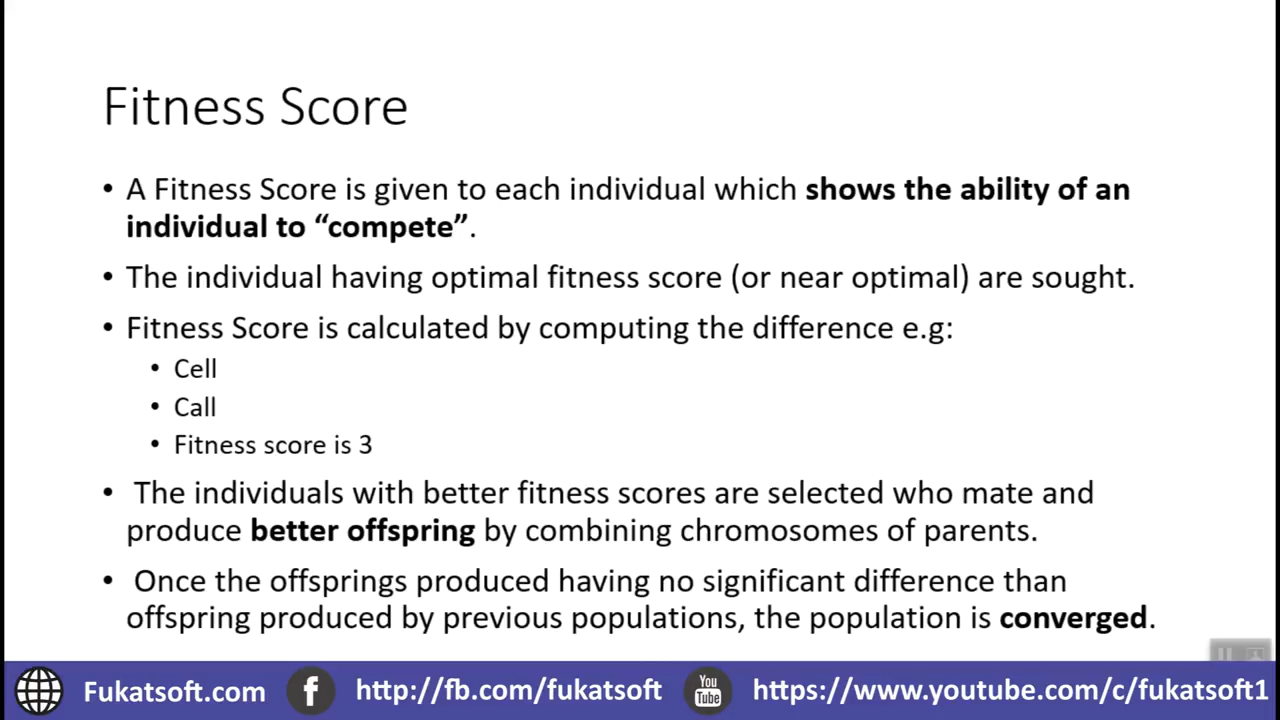 Fitness Score
• A Fitness Score is given to each individual which shows the ability of an
individual to “compete”.
• The individual having optimal fitness score (or near optimal) are sought.
• Fitness Score is calculated by computing the difference e.g:
• Cell
• Call
• Fitness score is 3
• The individuals with better fitness scores are selected who mate and
produce better offspring by combining chromosomes of parents.
• Once the offsprings produced having no significant difference than
offspring produced by previous populations, the population is converged.
Fukatsoft.com f http://fb.com/fukatsoft You Tube https://www.youtube.com/c/fukatsoft1